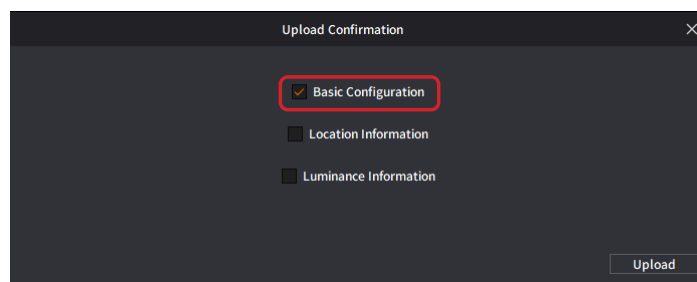 Upload Confirmation
Basic Configuration
Location Information
Luminance Information
Upload